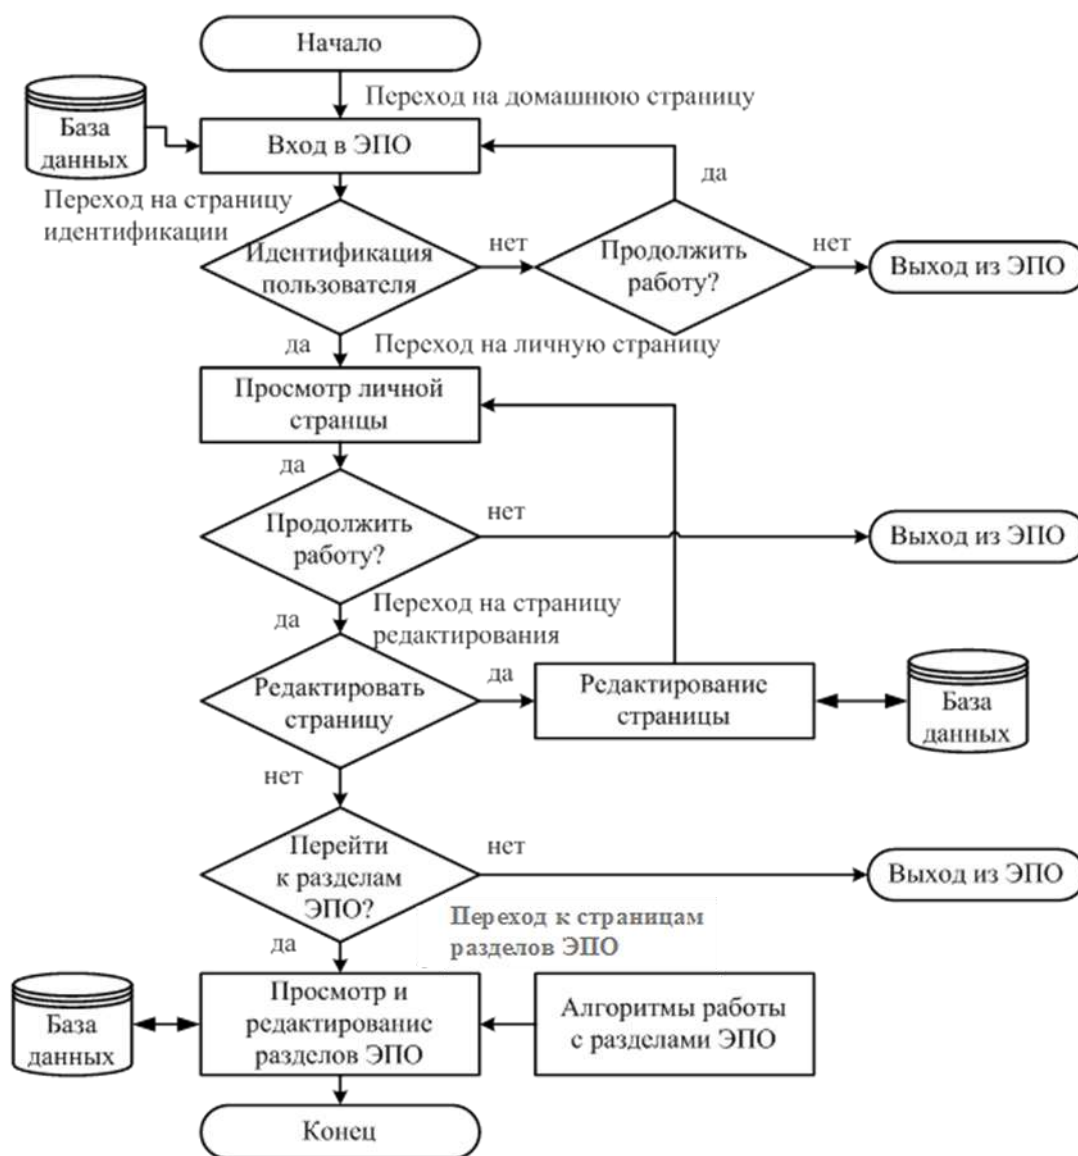 Начало
Переход на домашнюю страницу
База
данных
Вход в ЭПО
да
Переход на страницу
идентификации
Идентификация
пользователя
нет
Продолжить
работу?
нет
Выход из ЭПО
да
Переход на личную страницу
Просмотр личной
странцы
да
Продолжить
работу?
нет
Выход из ЭПО
да
Переход на страницу
редактирования
Редактировать
страницу
да
Редактирование
страницы
База
данных
нет
Перейти
к разделам
ЭПО?
нет
Выход из ЭПО
да
Переход к страницам
разделов ЭПО
База
данных
Просмотр и
редактирование
разделов ЭПО
Алгоритмы работы
с разделами ЭПО
Конец